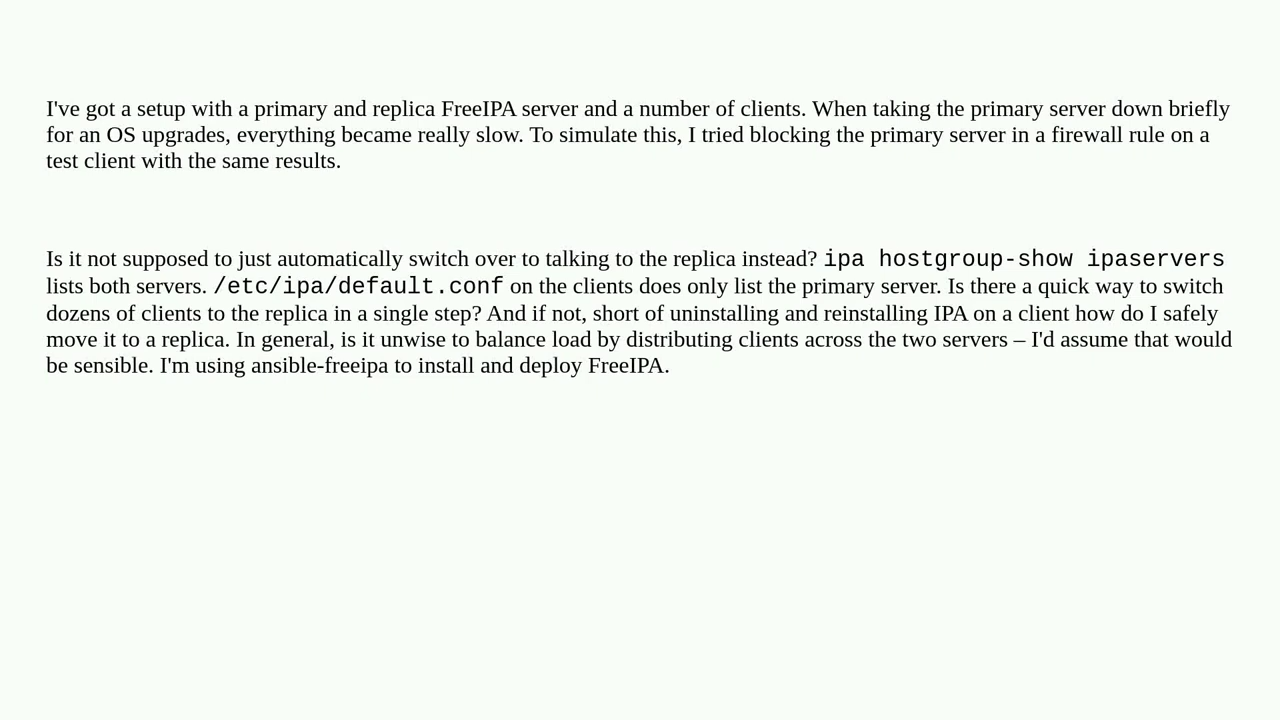 I've got a setup with a primary and replica FreeIPA server and a number of clients. When taking the primary server down briefly
for an OS upgrades, everything became really slow. To simulate this, I tried blocking the primary server in a firewall rule on a
test client with the same results.
Is it not supposed to just automatically switch over to talking to the replica instead? ipa hostgroup-show ipaservers
lists both servers. /etc/ipa/default.conf on the clients does only list the primary server. Is there a quick way to switch
dozens of clients to the replica in a single step? And if not, short of uninstalling and reinstalling IPA on a client how do I safely
move it to a replica. In general, is it unwise to balance load by distributing clients across the two servers – I'd assume that would
be sensible. I'm using ansible-freeipa to install and deploy FreeIPA.